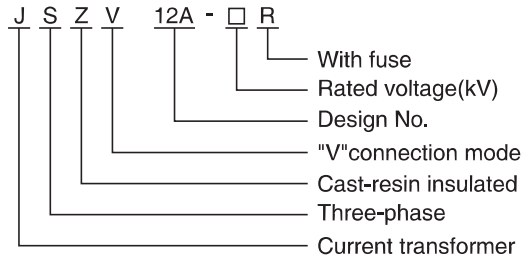 J S Z V 12A - □ R
With fuse
Rated voltage(kV)
Design No.
"V"connection mode
Cast-resin insulated
Three-phase
Current transformer